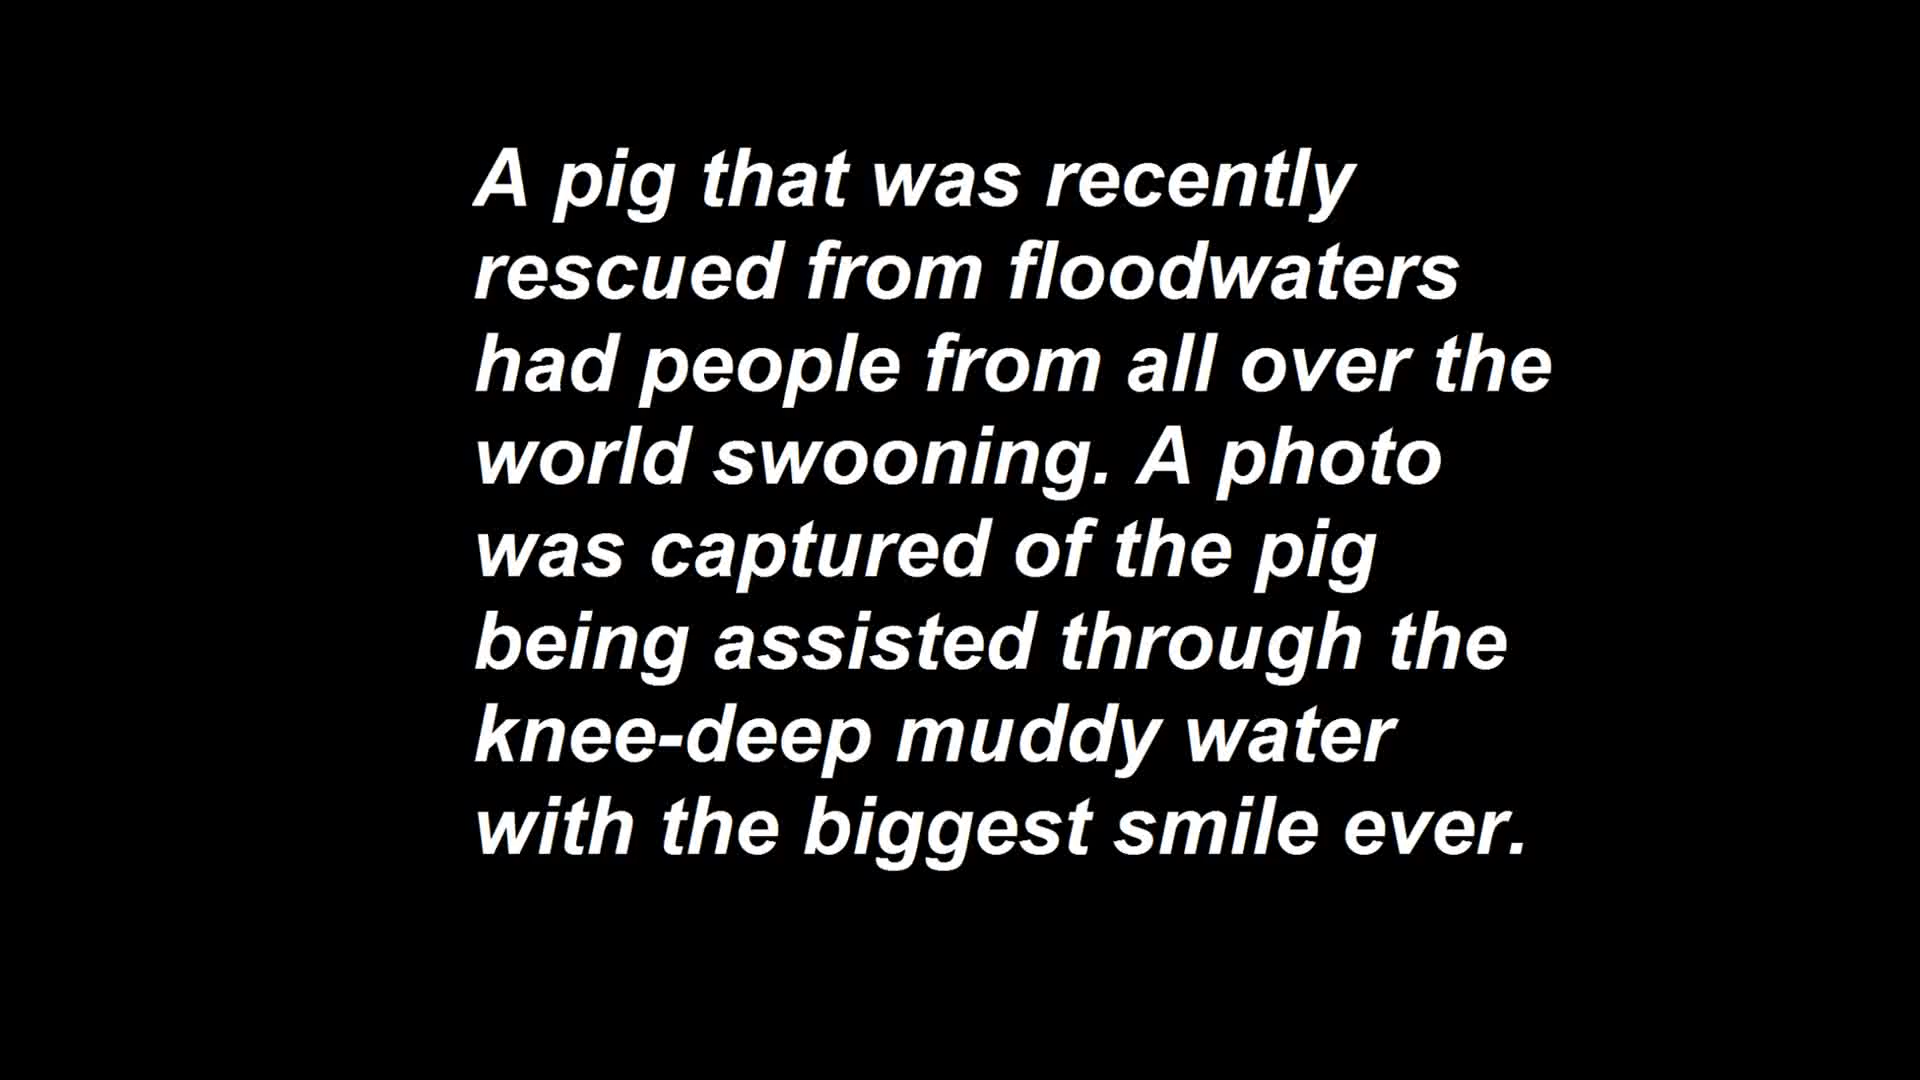 A pig that was recently
rescued from floodwaters
had people from all over the
world swooning. A photo
was captured of the pig
being assisted through the
knee-deep muddy water
with the biggest smile ever.